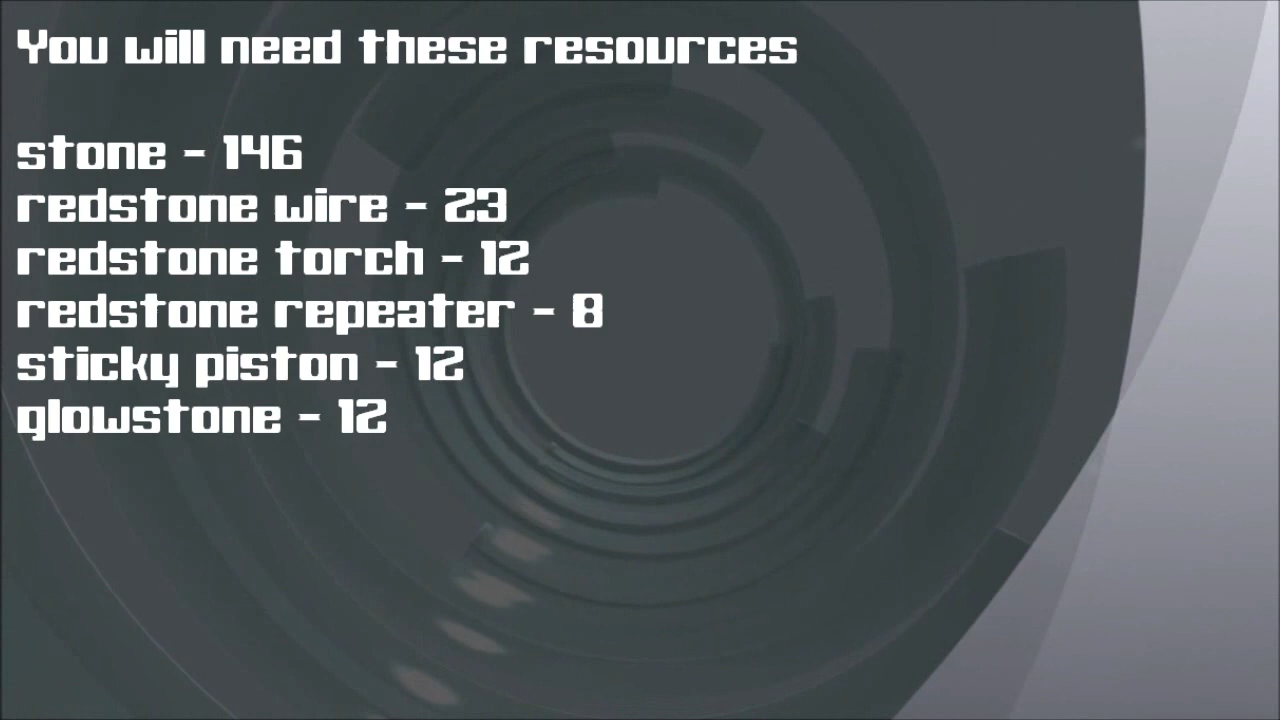 You will need these resources
stone - 146
redstone wire - 23
redstone torch - 12
redstone repeater - 8
sticky piston - 12
glowstone - 12